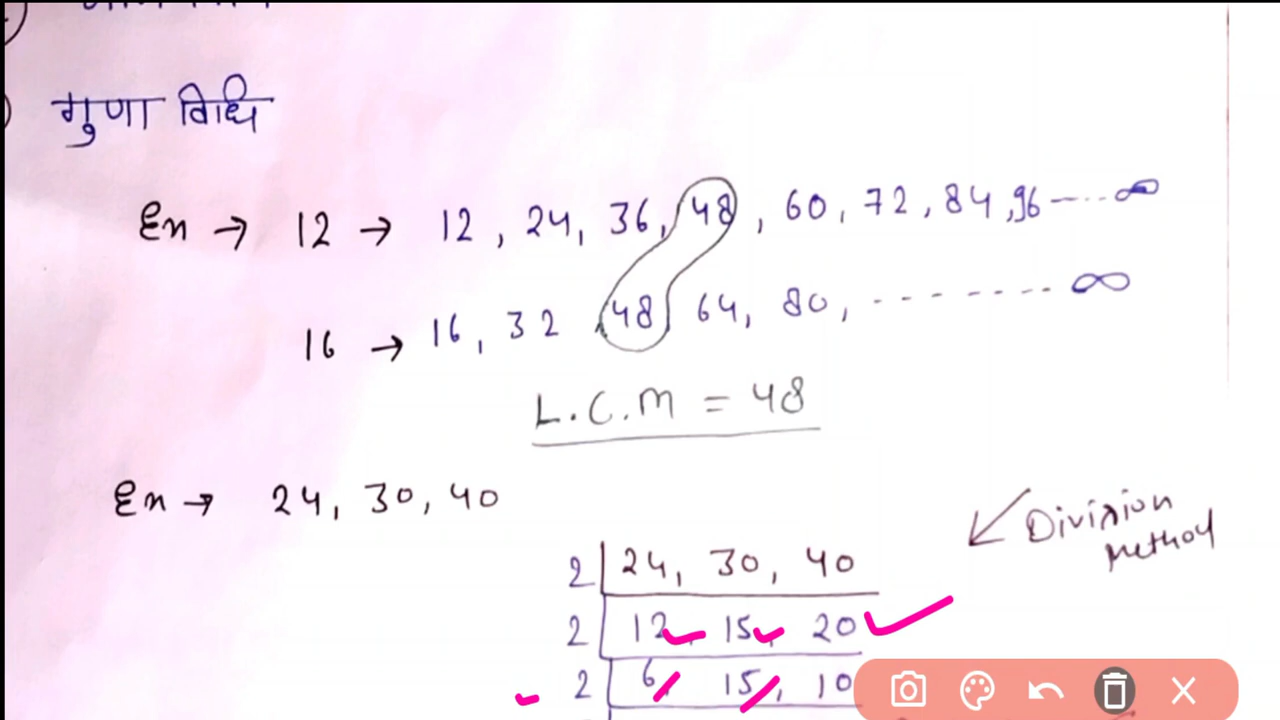 गुणा विधि
Ex → 12 → 12, 24, 36, 48, 60, 72, 84, 96 ---- ∞
16 → 16, 32 48 64, 80, -------- ∞
L.C.M = 48
Ex → 24, 30, 40
Division Method
2 24, 30, 40
2 12 15, 20
2 6 15, 10